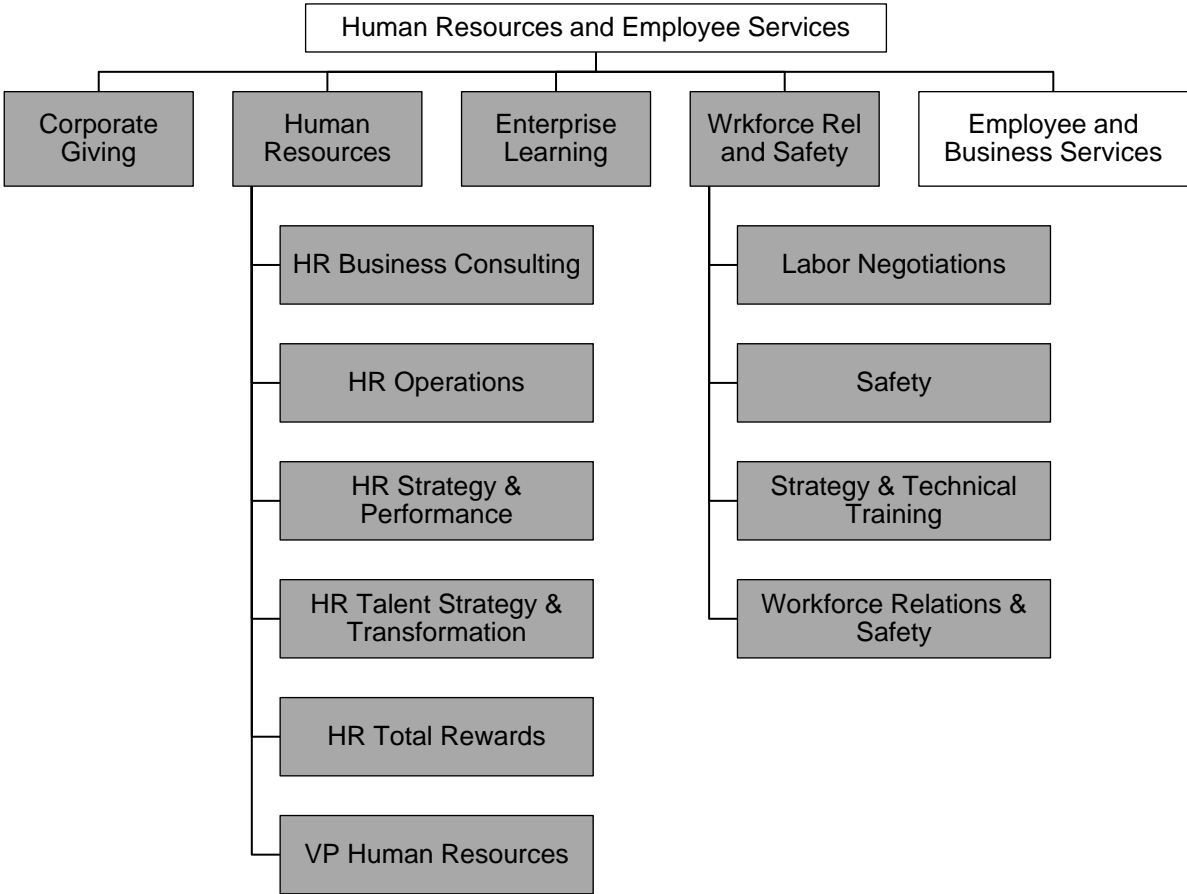 Human Resources and Employee Services
Corporate
Giving
Human
Resources
Enterprise
Learning
Wrkforce Rel
and Safety
Employee and
Business Services
HR Business Consulting
HR Operations
HR Strategy &
Performance
HR Talent Strategy &
Transformation
HR Total Rewards
VP Human Resources
Labor Negotiations
Safety
Strategy & Technical
Training
Workforce Relations &
Safety